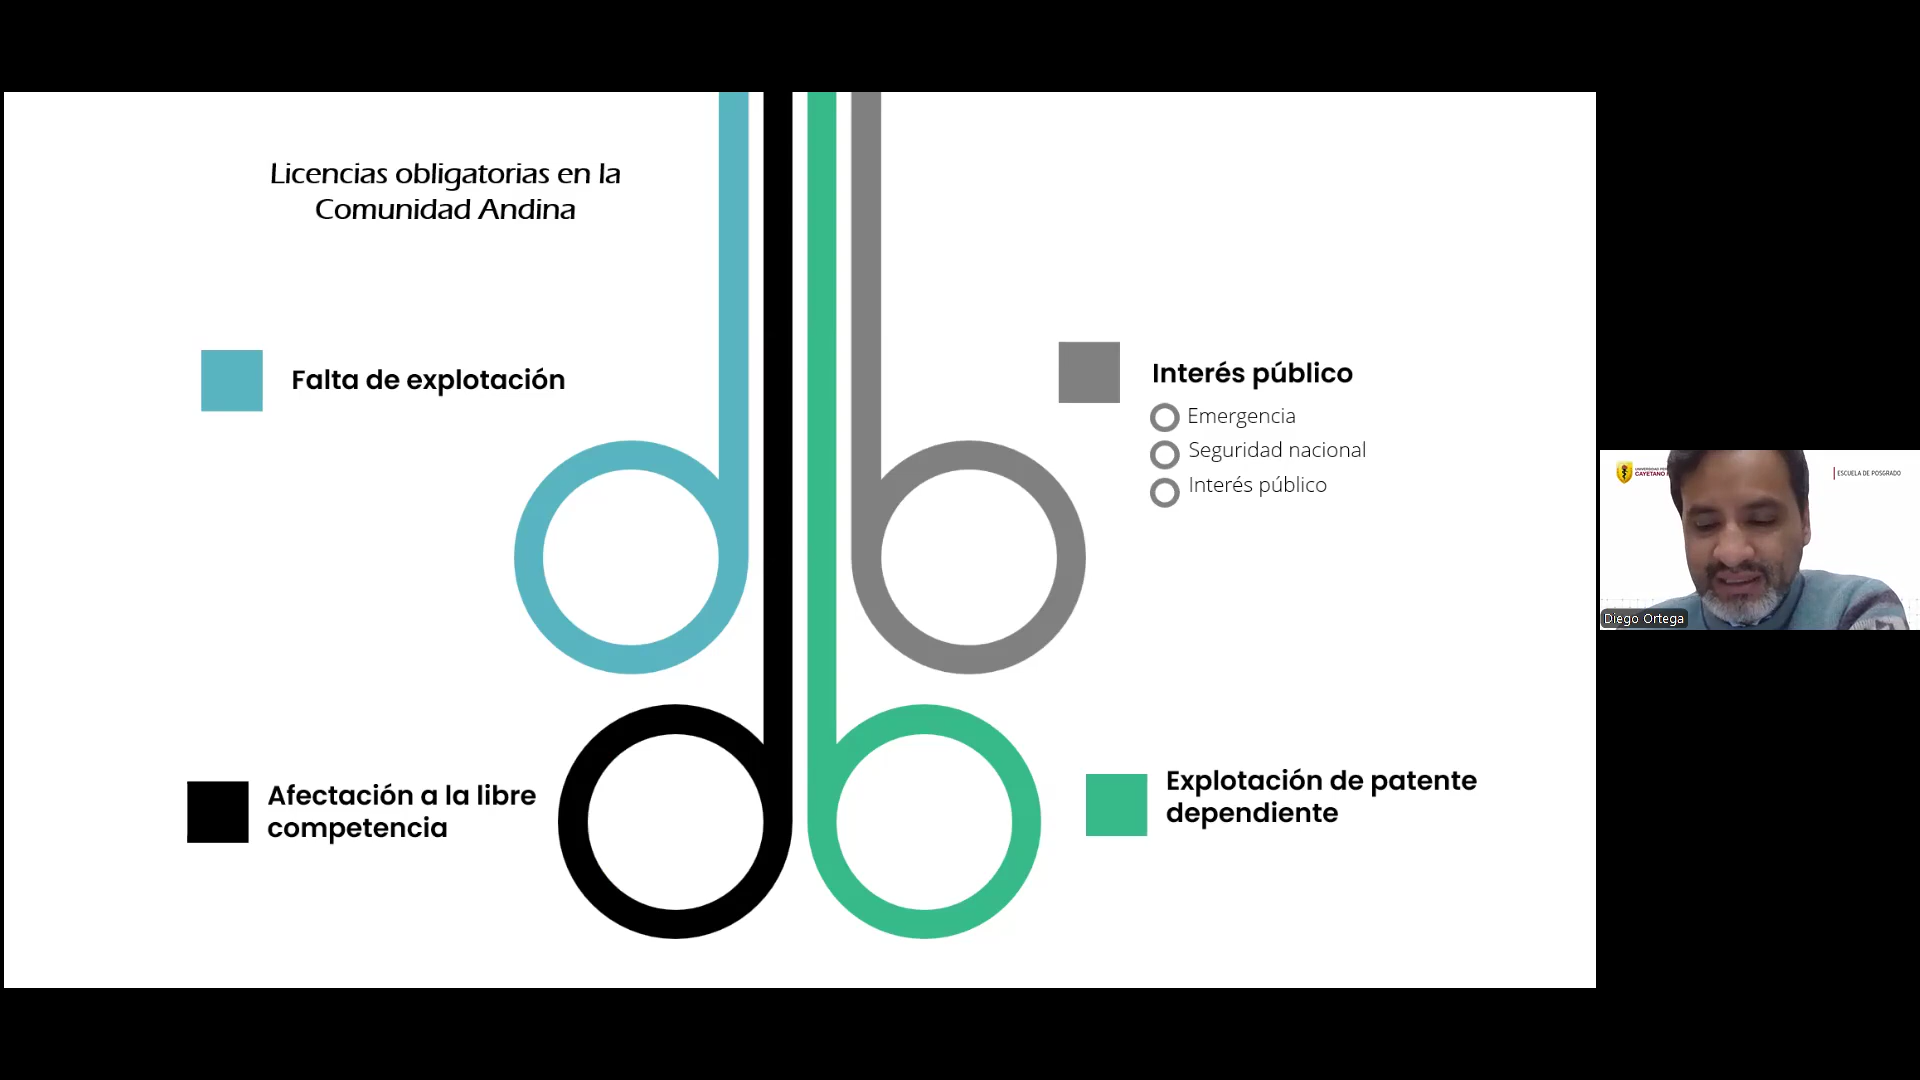 Licencias obligatorias en la
Comunidad Andina
Falta de explotación
Interés público
Emergencia
Seguridad nacional
Interés público
Afectación a la libre
competencia
Explotación de patente
dependiente
CAYETANO
ESCUELA DE POSGRADO
Diego Ortega